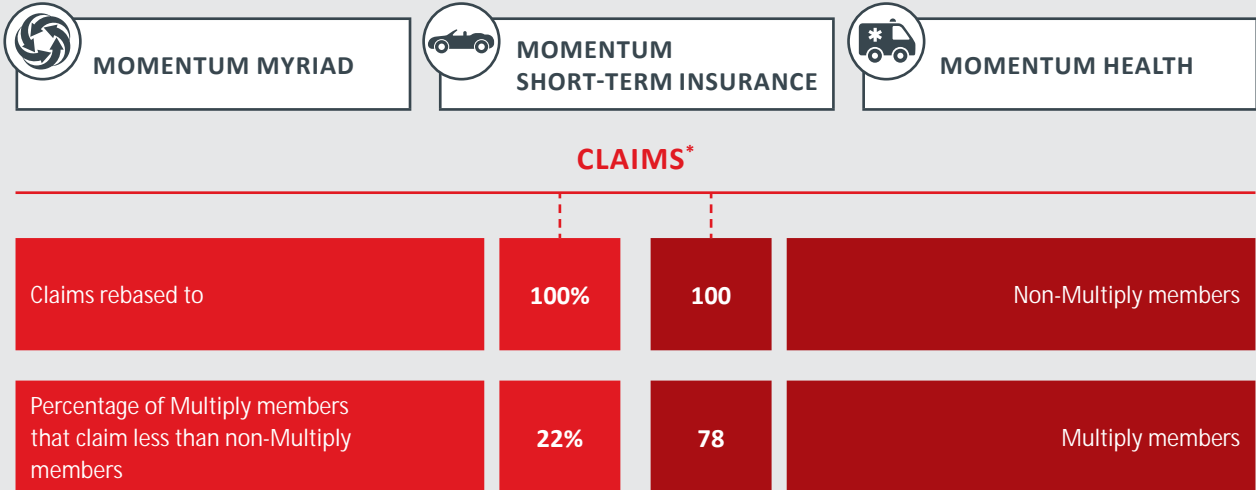 MOMENTUM MYRIAD
MOMENTUM
SHORT-TERM INSURANCE
MOMENTUM HEALTH
CLAIMS*
Claims rebased to
100%
100
Non-Multiply members
Percentage of Multiply members
that claim less than non-Multiply
members
22%
78
Multiply members